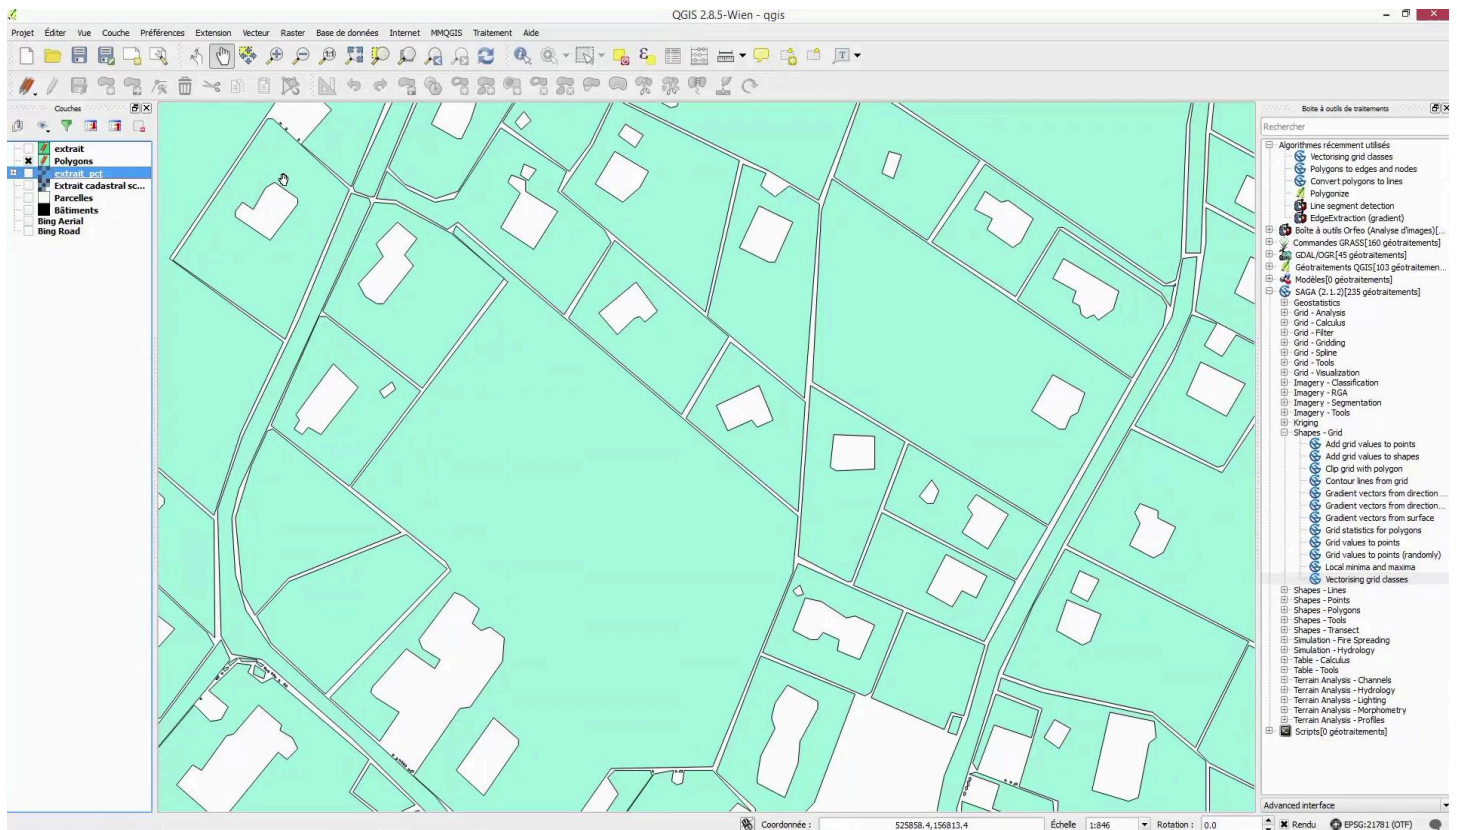 QGIS 2.8.5-Wien - qgis
Projet Éditer Vue Couche Préférences Extension Vecteur Raster Base de données Internet MMQGIS Traitement Aide
Couches
extrait
Polygons
extrait_pct
Extrait cadastral sc...
Parcelles
Bâtiments
Bing Aerial
Bing Road
Boite à outils de traitements
Rechercher
Algorithmes récemment utilisés
Vectorising grid classes
Polygons to edges and nodes
Convert polygons to lines
Polygonize
Line segment detection
EdgeExtraction (gradient)
Boîte à outils Orfeo (Analyse d'images)[...
Commandes GRASS[160 géotraitements]
GDAL/OGR[45 géotraitements]
Géotraitements QGIS[103 géotraitemen...
Modèles[0 géotraitements]
SAGA (2.1.2)[235 géotraitements]
Geostatistics
Grid - Analysis
Grid - Calculus
Grid - Filter
Grid - Gridding
Grid - Spline
Grid - Tools
Grid - Visualization
Imagery - Classification
Imagery - RGA
Imagery - Segmentation
Imagery - Tools
Kriging
Shapes - Grid
Add grid values to points
Add grid values to shapes
Clip grid with polygon
Contour lines from grid
Gradient vectors from direction ...
Gradient vectors from direction...
Gradient vectors from surface
Grid statistics for polygons
Grid values to points
Grid values to points (randomly)
Local minima and maxima
Vectorising grid classes
Shapes - Lines
Shapes - Points
Shapes - Polygons
Shapes - Tools
Shapes - Transect
Simulation - Fire Spreading
Simulation - Hydrology
Table - Calculus
Table - Tools
Terrain Analysis - Channels
Terrain Analysis - Hydrology
Terrain Analysis - Lighting
Terrain Analysis - Morphometry
Terrain Analysis - Profiles
Scripts[0 géotraitements]
Advanced interface
Coordonnée : 525858.4,156813.4 Échelle 1:846 Rotation : 0.0 Rendu EPSG:21781 (OTF)